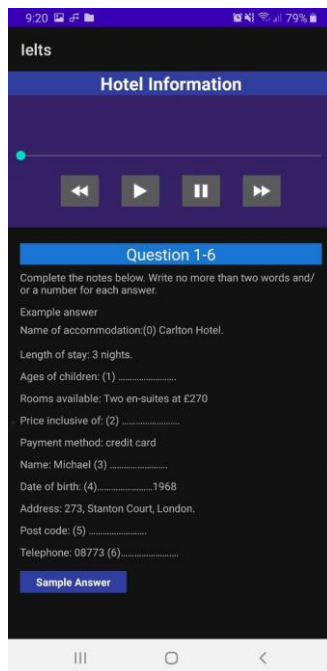 9:20 79%
Ielts
Hotel Information
Question 1-6
Complete the notes below. Write no more than two words and/
or a number for each answer.
Example answer
Name of accommodation:(0) Carlton Hotel.
Length of stay: 3 nights.
Ages of children: (1) ........................
Rooms available: Two en-suites at £270
Price inclusive of: (2) ........................
Payment method: credit card
Name: Michael (3) ........................
Date of birth: (4).......................1968
Address: 273, Stanton Court, London.
Post code: (5) ........................
Telephone: 08773 (6)........................
Sample Answer